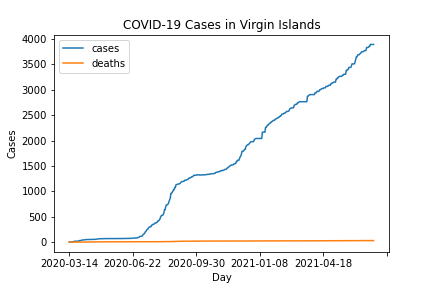 COVID-19 Cases in Virgin Islands
cases
deaths
Cases
4000
3500
3000
2500
2000
1500
1000
500
0
2020-03-14 2020-06-22 2020-09-30 2021-01-08 2021-04-18
Day